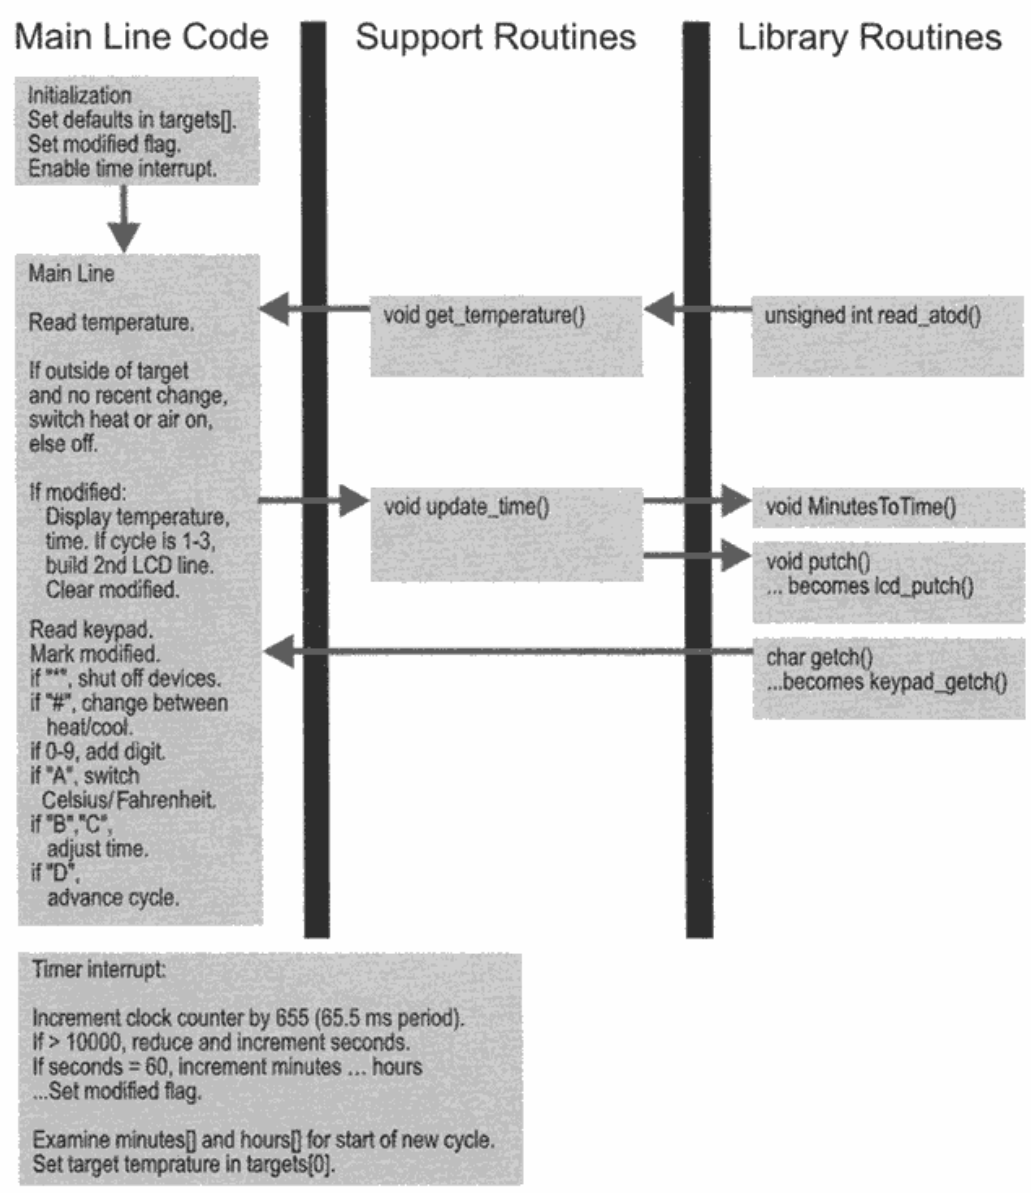 Main Line Code
Support Routines
Library Routines
Initialization
Set defaults in targets[].
Set modified flag.
Enable time interrupt.
Main Line
Read temperature.
If outside of target
and no recent change,
switch heat or air on,
else off.
If modified:
Display temperature,
time. If cycle is 1-3,
build 2nd LCD line.
Clear modified.
Read keypad.
Mark modified.
if "*", shut off devices.
if "#", change between
heat/cool.
if 0-9, add digit.
if "A", switch
Celsius/Fahrenheit.
if "B","C",
adjust time.
if "D",
advance cycle.
void get_temperature()
unsigned int read_atod()
void update_time()
void MinutesToTime()
void putch()
... becomes lcd_putch()
char getch()
...becomes keypad_getch()
Timer interrupt:
Increment clock counter by 655 (65.5 ms period).
If > 10000, reduce and increment seconds.
If seconds = 60, increment minutes ... hours
...Set modified flag.
Examine minutes[] and hours[] for start of new cycle.
Set target temprature in targets[0].